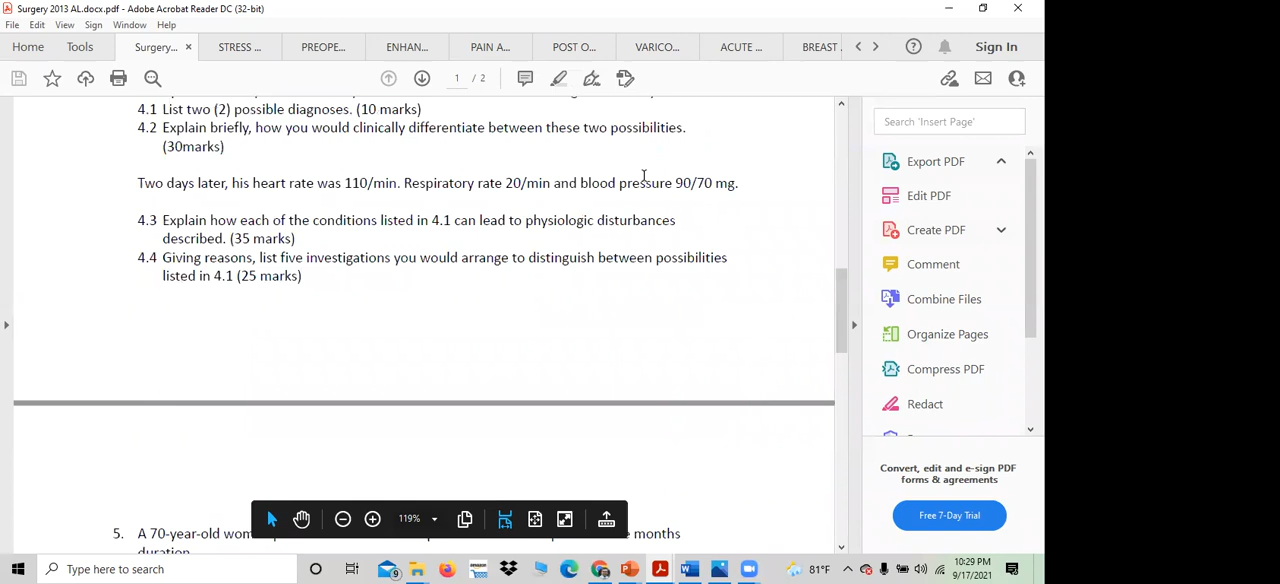 Surgery 2013 AL.docx.pdf - Adobe Acrobat Reader DC (32-bit)
File Edit View Sign Window Help
Home Tools Surgery... × STRESS ... PREOPE... ENHAN... PAIN A... POST O... VARICO... ACUTE ... BREAST Sign In
1 / 2
4.1 List two (2) possible diagnoses. (10 marks)
4.2 Explain briefly, how you would clinically differentiate between these two possibilities.
(30marks)
Two days later, his heart rate was 110/min. Respiratory rate 20/min and blood pressure 90/70 mg.
4.3 Explain how each of the conditions listed in 4.1 can lead to physiologic disturbances
described. (35 marks)
4.4 Giving reasons, list five investigations you would arrange to distinguish between possibilities
listed in 4.1 (25 marks)
5. A 70-year-old wom
e months
duration
119%
Search 'Insert Page'
Export PDF
Edit PDF
Create PDF
Comment
Combine Files
Organize Pages
Compress PDF
Redact
Convert, edit and e-sign PDF
forms & agreements
Free 7-Day Trial
Type here to search
9
81°F
10:29 PM
9/17/2021